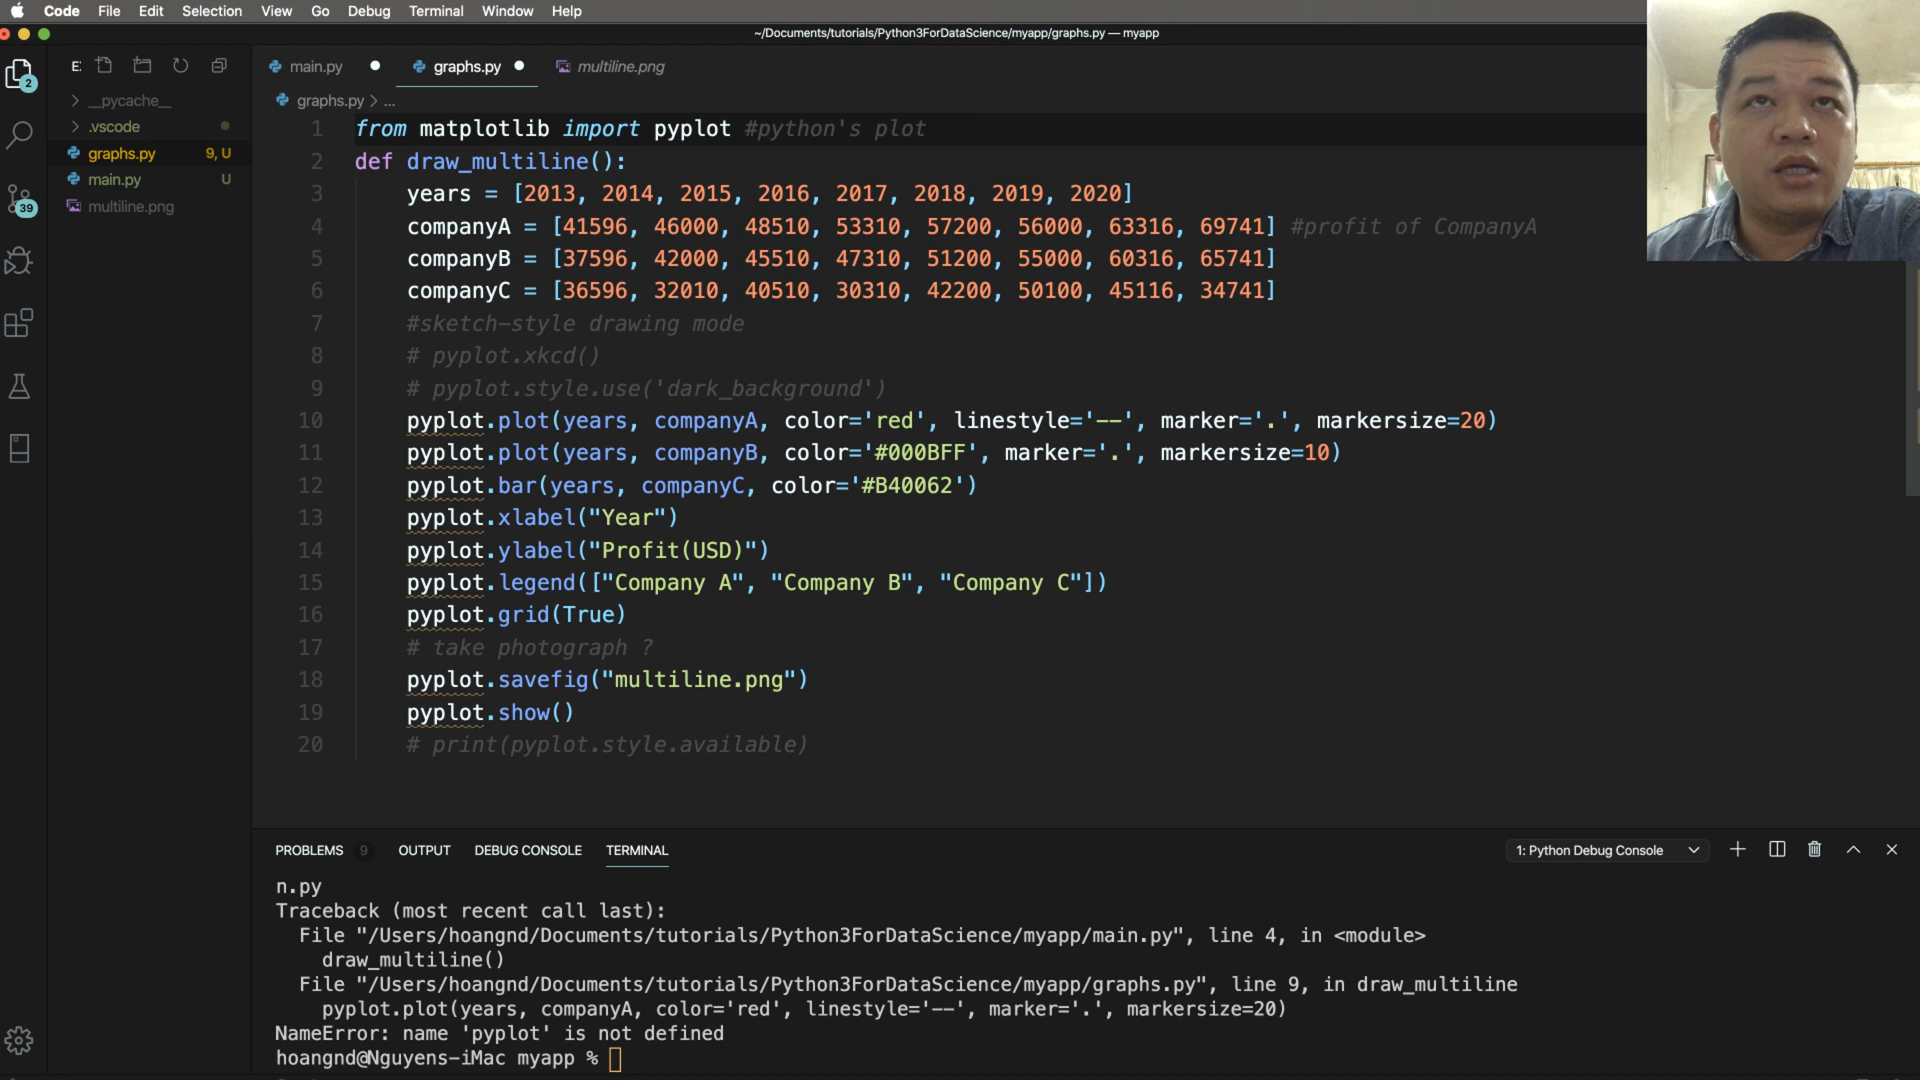 Code File Edit Selection View Go Debug Terminal Window Help
~/Documents/tutorials/Python3ForDataScience/myapp/graphs.py — myapp
E:
main.py graphs.py multiline.png
graphs.py > ...
__pycache__
.vscode
graphs.py 9, U
main.py U
multiline.png
2
39
1 from matplotlib import pyplot #python's plot
2 def draw_multiline():
3 years = [2013, 2014, 2015, 2016, 2017, 2018, 2019, 2020]
4 companyA = [41596, 46000, 48510, 53310, 57200, 56000, 63316, 69741] #profit of CompanyA
5 companyB = [37596, 42000, 45510, 47310, 51200, 55000, 60316, 65741]
6 companyC = [36596, 32010, 40510, 30310, 42200, 50100, 45116, 34741]
7 #sketch-style drawing mode
8 # pyplot.xkcd()
9 # pyplot.style.use('dark_background')
10 pyplot.plot(years, companyA, color='red', linestyle='--', marker='.', markersize=20)
11 pyplot.plot(years, companyB, color='#000BFF', marker='.', markersize=10)
12 pyplot.bar(years, companyC, color='#B40062')
13 pyplot.xlabel("Year")
14 pyplot.ylabel("Profit(USD)")
15 pyplot.legend(["Company A", "Company B", "Company C"])
16 pyplot.grid(True)
17 # take photograph ?
18 pyplot.savefig("multiline.png")
19 pyplot.show()
20 # print(pyplot.style.available)
PROBLEMS 9 OUTPUT DEBUG CONSOLE TERMINAL 1: Python Debug Console
n.py
Traceback (most recent call last):
File "/Users/hoangnd/Documents/tutorials/Python3ForDataScience/myapp/main.py", line 4, in <module>
draw_multiline()
File "/Users/hoangnd/Documents/tutorials/Python3ForDataScience/myapp/graphs.py", line 9, in draw_multiline
pyplot.plot(years, companyA, color='red', linestyle='--', marker='.', markersize=20)
NameError: name 'pyplot' is not defined
hoangnd@Nguyens-iMac myapp %